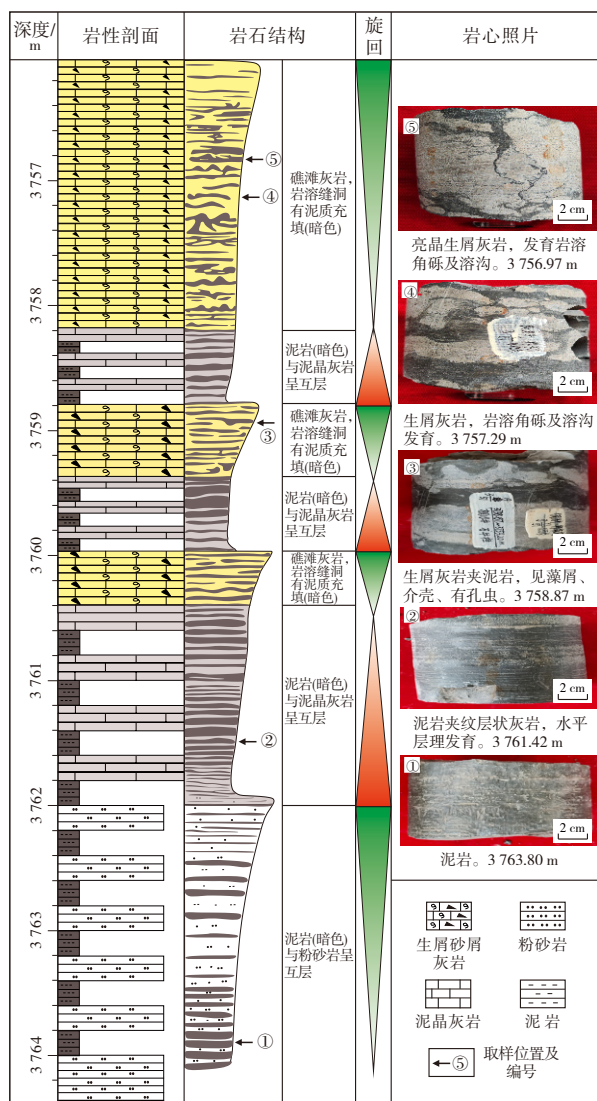 深度/
m
岩性剖面
岩石结构
旋
回
岩心照片
3 757
3 758
3 759
3 760
3 761
3 762
3 763
3 764
⑤
④
③
②
①
礁滩灰岩，
岩溶缝洞
有泥质充
填(暗色)
泥岩(暗色)
与泥晶灰岩
呈互层
礁滩灰岩，
岩溶缝洞
有泥质充
填(暗色)
泥岩(暗色)
与泥晶灰岩
呈互层
礁滩灰岩，
岩溶缝洞
有泥质充
填(暗色)
泥岩(暗色)
与泥晶灰岩
呈互层
泥岩(暗色)
与粉砂岩呈
互层
⑤
2 cm
亮晶生屑灰岩，发育岩溶
角砾及溶沟。3 756.97 m
④
2 cm
生屑灰岩，岩溶角砾及溶沟
发育。3 757.29 m
③
2 cm
生屑灰岩夹泥岩，见藻屑、
介壳、有孔虫。3 758.87 m
②
2 cm
泥岩夹纹层状灰岩，水平
层理发育。3 761.42 m
①
2 cm
泥岩。3 763.80 m
生屑砂屑
灰岩
粉砂岩
泥晶灰岩
泥岩
⑤
取样位置及
编号